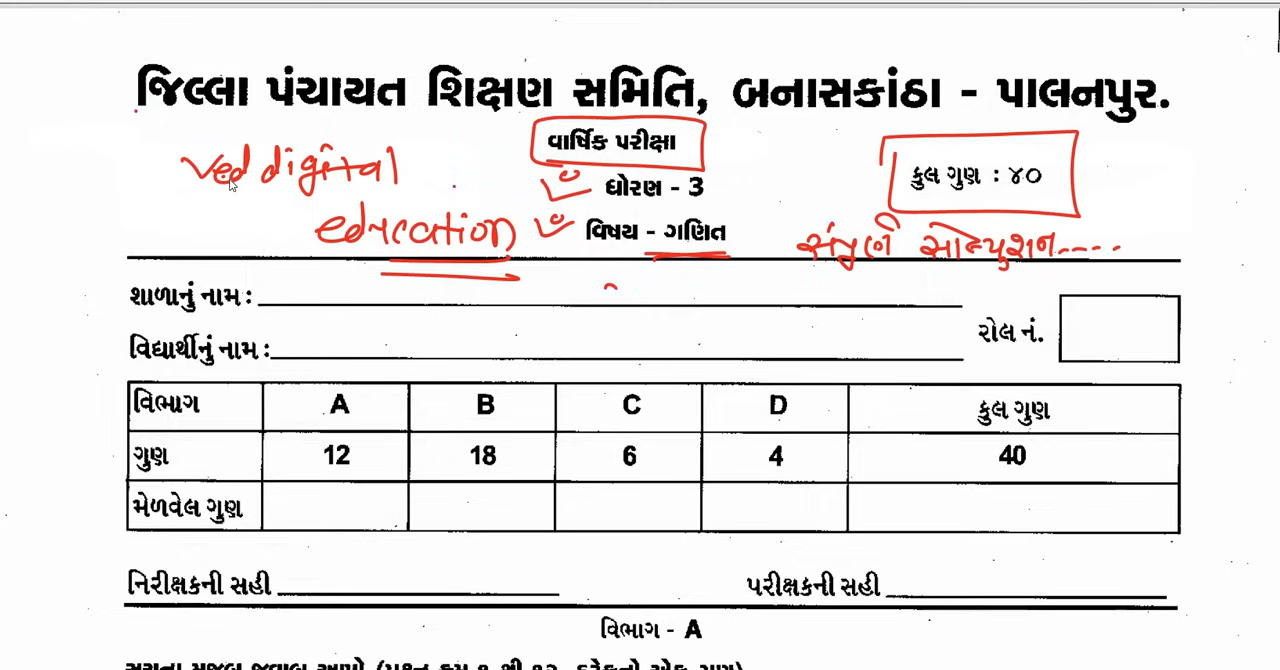 જિલ્લા પંચાયત શિક્ષણ સમિતિ, બનાસકાંઠા - પાલનપુર.
વાર્ષિક પરીક્ષા
ved digital
ધોરણ - 3
કુલ ગુણ : ૪૦
education
વિષય - ગણિત
સંપુર્ણ સોલ્યુશન....
શાળાનું નામ :
રોલ નં.
વિદ્યાર્થીનું નામ :
વિભાગ A B C D કુલ ગુણ
ગુણ 12 18 6 4 40
મેળવેલ ગુણ
નિરીક્ષકની સહી પરીક્ષકની સહી
વિભાગ - A